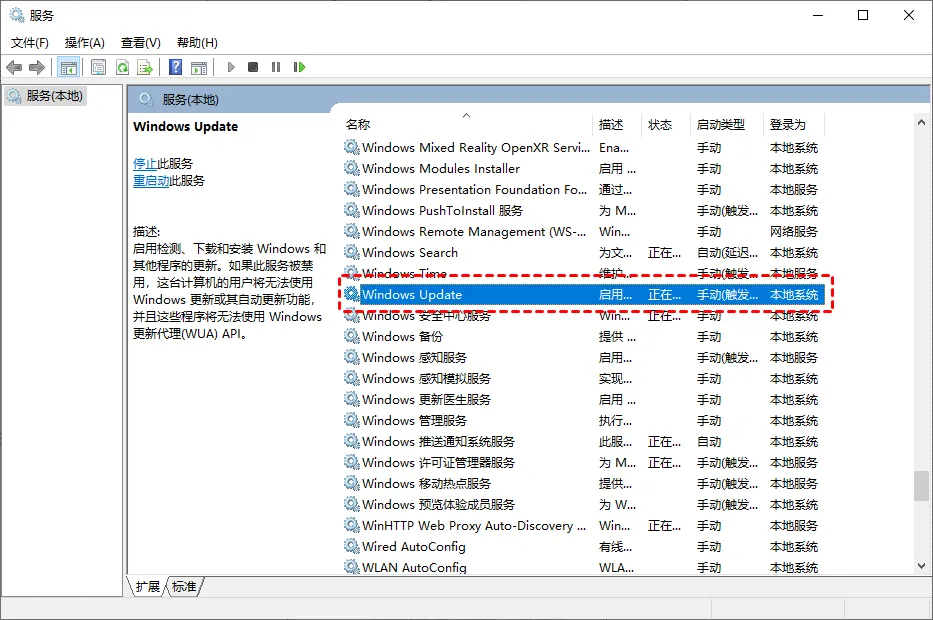 服务
文件(F) 操作(A) 查看(V) 帮助(H)
服务(本地)
服务(本地)
Windows Update
停止此服务
重启动此服务
描述:
启用检测、下载和安装 Windows 和
其他程序的更新。如果此服务被禁
用，这台计算机的用户将无法使用
Windows 更新或其自动更新功能，
并且这些程序将无法使用 Windows
更新代理(WUA) API。
名称 描述 状态 启动类型 登录为
Windows Mixed Reality OpenXR Servi... Ena... 手动 本地系统
Windows Modules Installer 启用 ... 手动 本地系统
Windows Presentation Foundation Fo... 通过... 手动 本地服务
Windows PushToInstall 服务 为 M... 手动(触发... 本地系统
Windows Remote Management (WS-... Win... 手动 网络服务
Windows Search 为文... 正在... 自动(延迟... 本地系统
Windows Time 维护... 手动(触发... 本地服务
Windows Update 启用... 正在... 手动(触发... 本地系统
Windows 安全中心服务 Win... 正在... 手动 本地系统
Windows 备份 提供 ... 手动 本地系统
Windows 感知服务 启用... 手动(触发... 本地服务
Windows 感知模拟服务 实现... 手动 本地系统
Windows 更新医生服务 启用 ... 手动 本地系统
Windows 管理服务 执行... 手动 本地系统
Windows 推送通知系统服务 此服... 正在... 自动 本地系统
Windows 许可证管理器服务 为 M... 正在... 手动(触发... 本地服务
Windows 移动热点服务 提供... 手动(触发... 本地服务
Windows 预览体验成员服务 为 W... 手动(触发... 本地系统
WinHTTP Web Proxy Auto-Discovery ... Win... 正在... 手动 本地服务
Wired AutoConfig 有线... 手动 本地系统
WLAN AutoConfig WLA... 手动 本地系统
扩展 标准